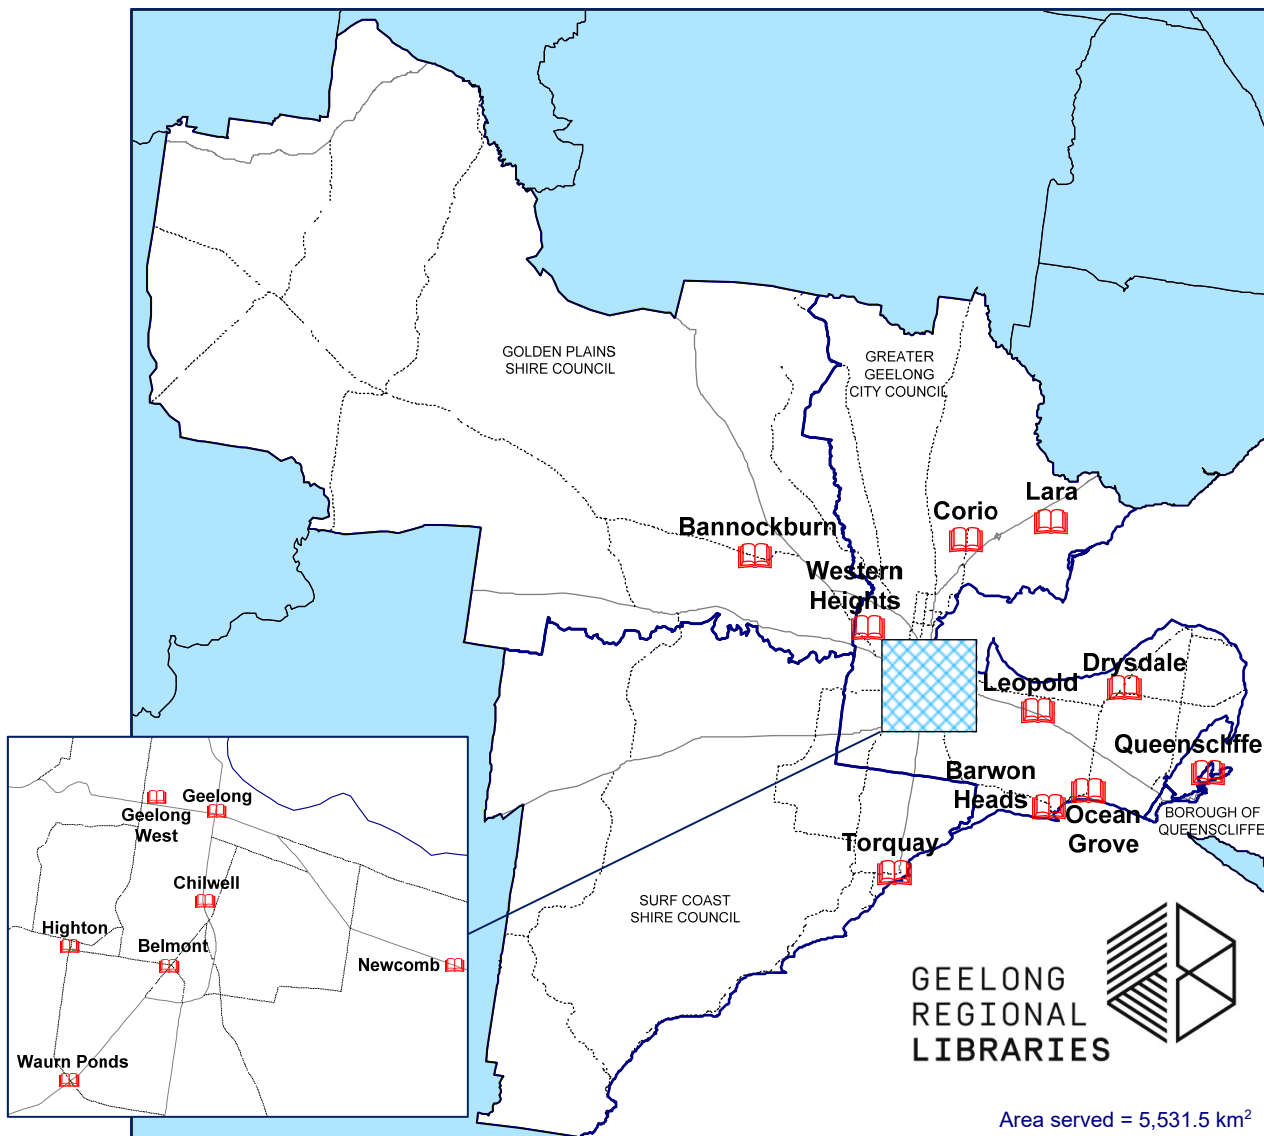 GOLDEN PLAINS
SHIRE COUNCIL
GREATER
GEELONG
CITY COUNCIL
Lara
Corio
Bannockburn
Western
Heights
Drysdale
Leopold
Queenscliffe
Barwon
Heads
Ocean
Grove
BOROUGH OF
QUEENSCLIFFE
Torquay
SURF COAST
SHIRE COUNCIL
Geelong
Geelong
West
Chilwell
Highton
Belmont
Newcomb
Waurn Ponds
GEELONG
REGIONAL
LIBRARIES
Area served = 5,531.5 km²